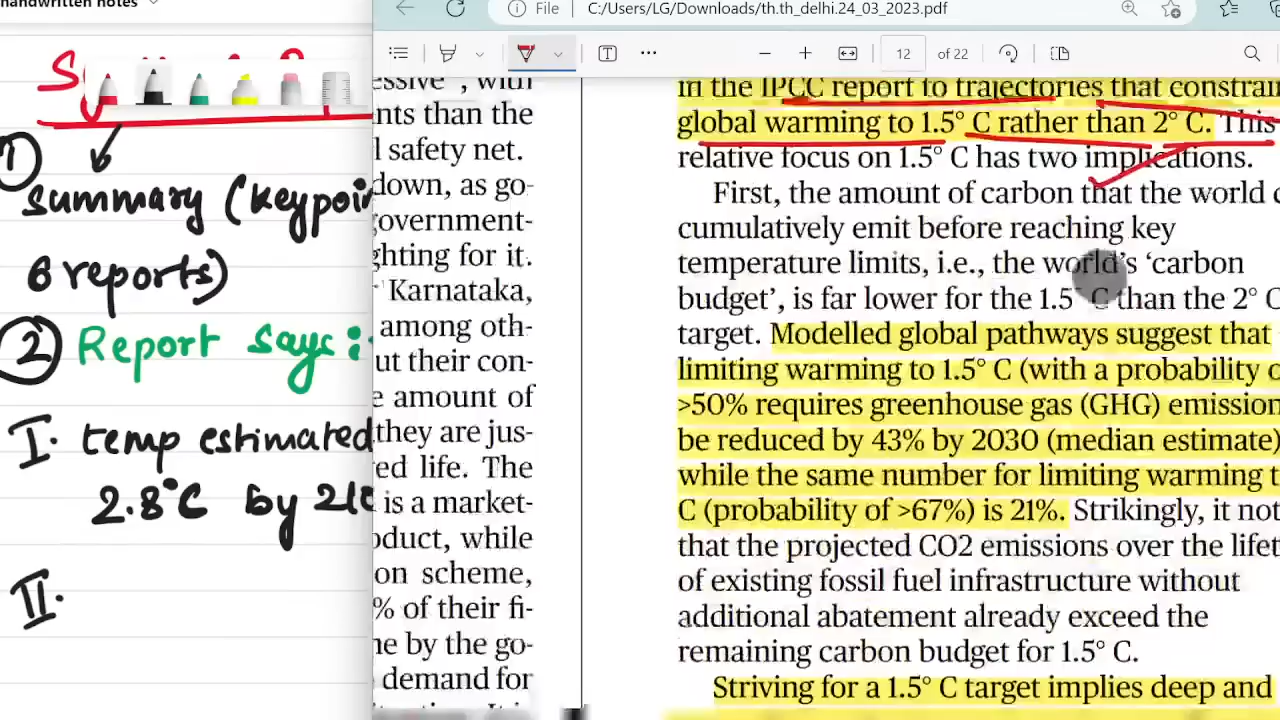 handwritten notes
summary (keypoin
6 reports)
2 Report says:
I. temp estimated
2.8°C by 21
II.
File C:/Users/LG/Downloads/th.th_delhi.24_03_2023.pdf
12 of 22
essive’, with
nts than the
l safety net.
down, as go-
government-
ghting for it.
Karnataka,
among oth-
ut their con-
e amount of
they are jus-
ed life. The
is a market-
oduct, while
on scheme,
% of their fi-
ne by the go-
demand for
in the IPCC report to trajectories that constrain
global warming to 1.5° C rather than 2° C. This
relative focus on 1.5° C has two implications.
First, the amount of carbon that the world c
cumulatively emit before reaching key
temperature limits, i.e., the world’s ‘carbon
budget’, is far lower for the 1.5° C than the 2° C
target. Modelled global pathways suggest that
limiting warming to 1.5° C (with a probability o
>50% requires greenhouse gas (GHG) emission
be reduced by 43% by 2030 (median estimate)
while the same number for limiting warming t
C (probability of >67%) is 21%. Strikingly, it not
that the projected CO2 emissions over the lifet
of existing fossil fuel infrastructure without
additional abatement already exceed the
remaining carbon budget for 1.5° C.
Striving for a 1.5° C target implies deep and